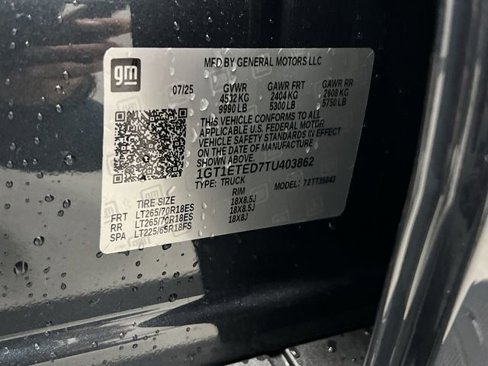 gm
MFD BY GENERAL MOTORS LLC
07/25 GVWR GAWR FRT GAWR RR
4532 KG 2404 KG 2608 KG
9990 LB 5300 LB 5750 LB
THIS VEHICLE CONFORMS TO ALL
APPLICABLE U.S. FEDERAL MOTOR
VEHICLE SAFETY STANDARDS IN
EFFECT ON THE DATE OF MANUFACTURE
SHOWN ABOVE.
1GT1ETED7TU403862
TYPE: TRUCK MODEL:
TIRE SIZE RIM
FRT LT265/70R18ES 18X8.5J
RR LT265/70R18ES 18X8.5J
SPA LT225/65R18FS 18X8J